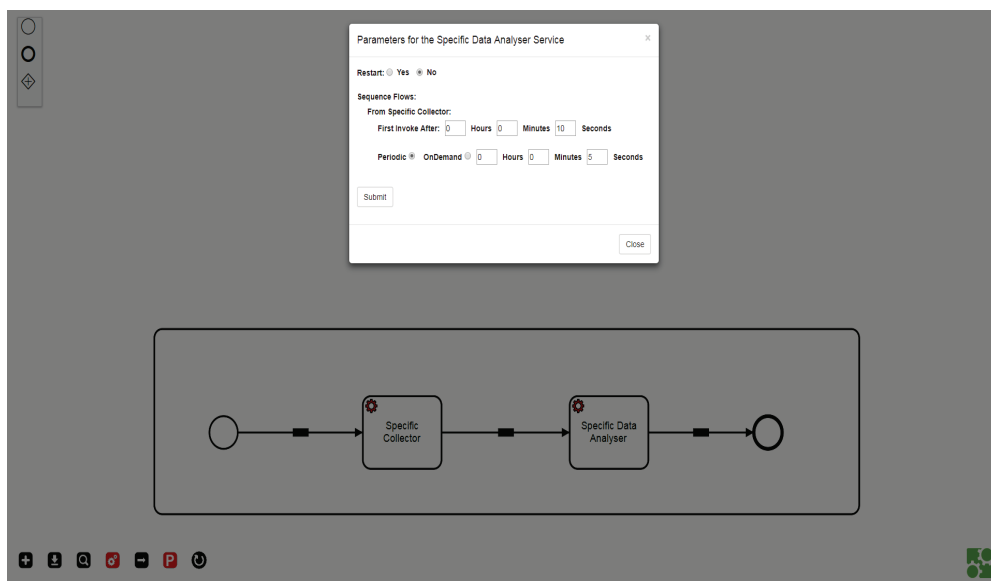 Parameters for the Specific Data Analyser Service x
Restart: Yes No
Sequence Flows:
From Specific Collector:
First Invoke After: 0 Hours 0 Minutes 10 Seconds
Periodic OnDemand 0 Hours 0 Minutes 5 Seconds
Submit
Close
Specific
Collector
Specific Data
Analyser
P